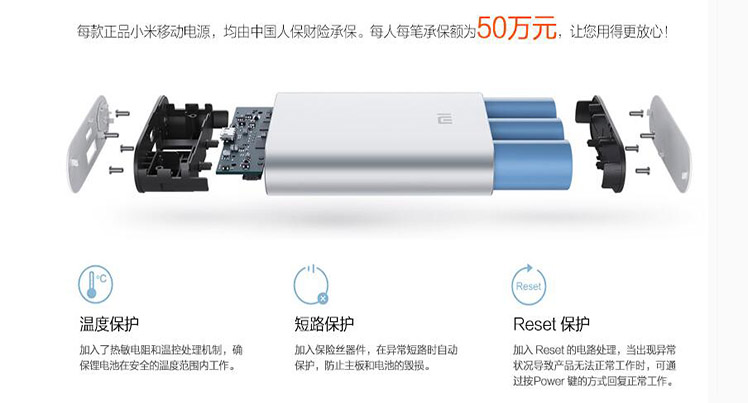 每款正品小米移动电源，均由中国人保财险承保。每人每笔承保额为50万元，让您用得更放心！
°C
Reset
温度保护
短路保护
Reset 保护
加入了热敏电阻和温控处理机制，确
保锂电池在安全的温度范围内工作。
加入保险丝器件，在异常短路时自动
保护，防止主板和电池的毁损。
加入 Reset 的电路处理，当出现异常
状况导致产品无法正常工作时，可通
过按Power 键的方式回复正常工作。